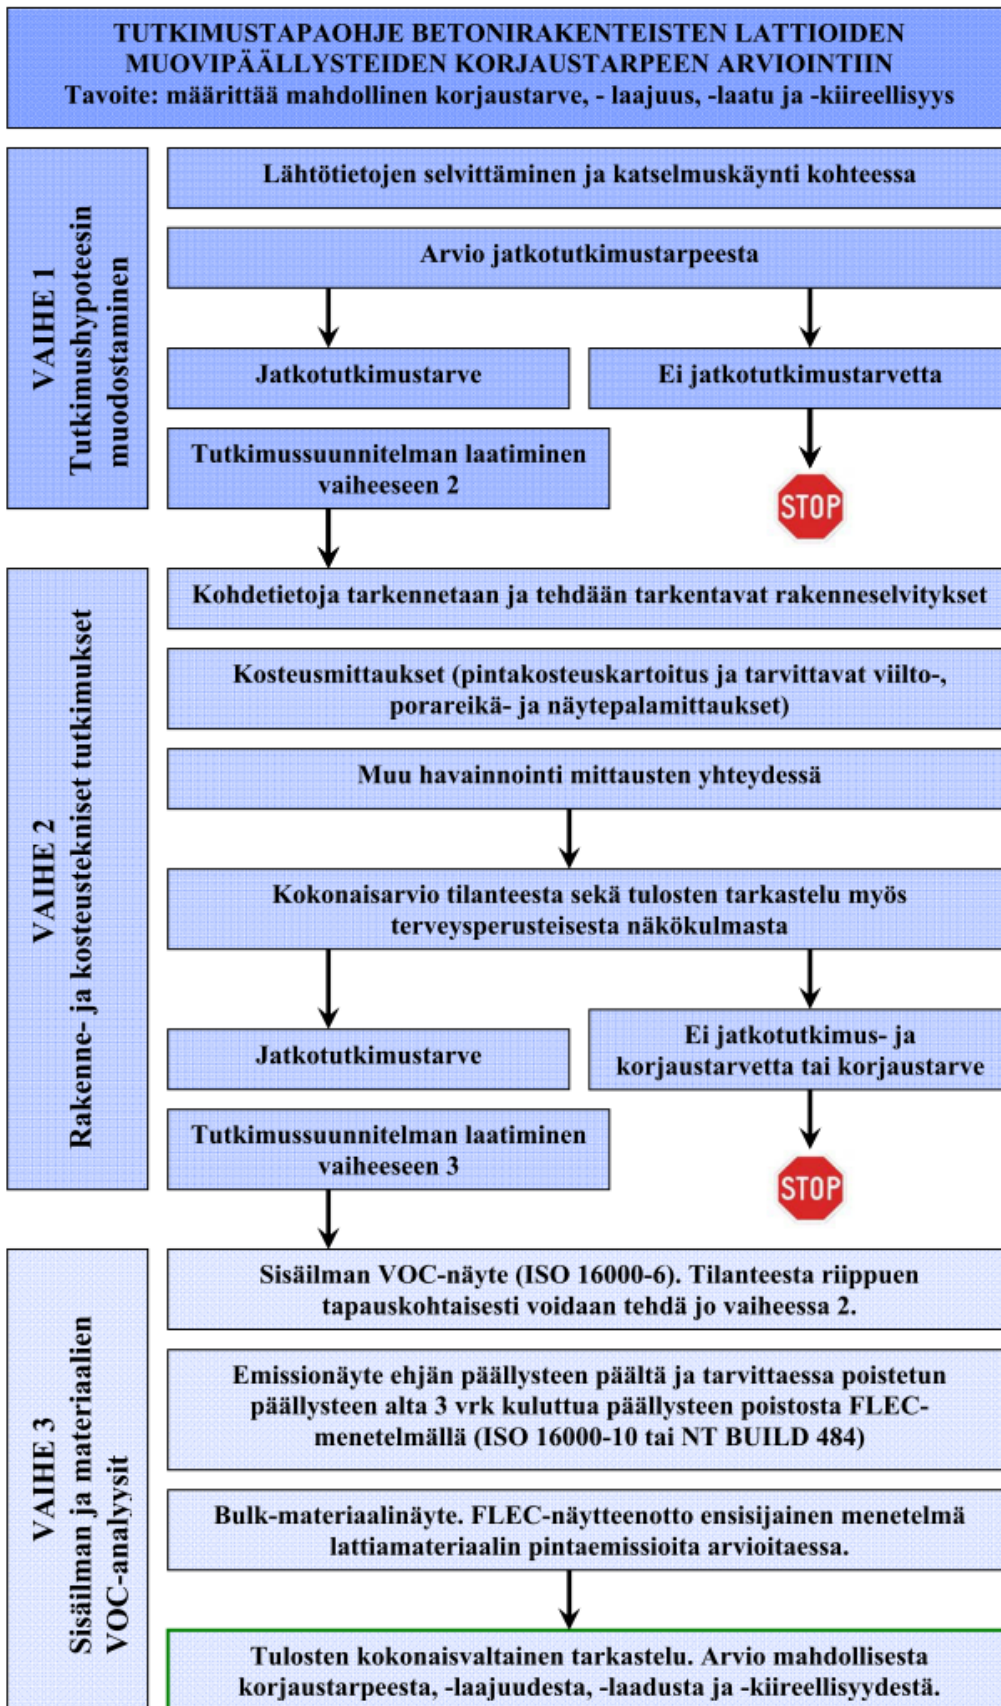 TUTKIMUSTAPAOHJE BETONIRAKENTEISTEN LATTIOIDEN
MUOVIPÄÄLLYSTEIDEN KORJAUSTARPEEN ARVIOINTIIN
Tavoite: määrittää mahdollinen korjaustarve, - laajuus, -laatu ja -kiireellisyys
VAIHE 1
Tutkimushypoteesin
muodostaminen
Lähtötietojen selvittäminen ja katselmuskäynti kohteessa
Arvio jatkotutkimustarpeesta
Jatkotutkimustarve
Ei jatkotutkimustarvetta
Tutkimussuunnitelman laatiminen
vaiheeseen 2
STOP
VAIHE 2
Rakenne- ja kosteustekniset tutkimukset
Kohdetietoja tarkennetaan ja tehdään tarkentavat rakenneselvitykset
Kosteusmittaukset (pintakosteuskartoitus ja tarvittavat viilto-,
porareikä- ja näytepalamittaukset)
Muu havainnointi mittausten yhteydessä
Kokonaisarvio tilanteesta sekä tulosten tarkastelu myös
terveysperusteisesta näkökulmasta
Jatkotutkimustarve
Ei jatkotutkimus- ja
korjaustarvetta tai korjaustarve
Tutkimussuunnitelman laatiminen
vaiheeseen 3
STOP
VAIHE 3
Sisäilman ja materiaalien
VOC-analyysit
Sisäilman VOC-näyte (ISO 16000-6). Tilanteesta riippuen
tapauskohtaisesti voidaan tehdä jo vaiheessa 2.
Emissionäyte ehjän päällysteen päältä ja tarvittaessa poistetun
päällysteen alta 3 vrk kuluttua päällysteen poistosta FLEC-
menetelmällä (ISO 16000-10 tai NT BUILD 484)
Bulk-materiaalinäyte. FLEC-näytteenotto ensisijainen menetelmä
lattiamateriaalin pintaemissioita arvioitaessa.
Tulosten kokonaisvaltainen tarkastelu. Arvio mahdollisesta
korjaustarpeesta, -laajuudesta, -laadusta ja -kiireellisyydestä.